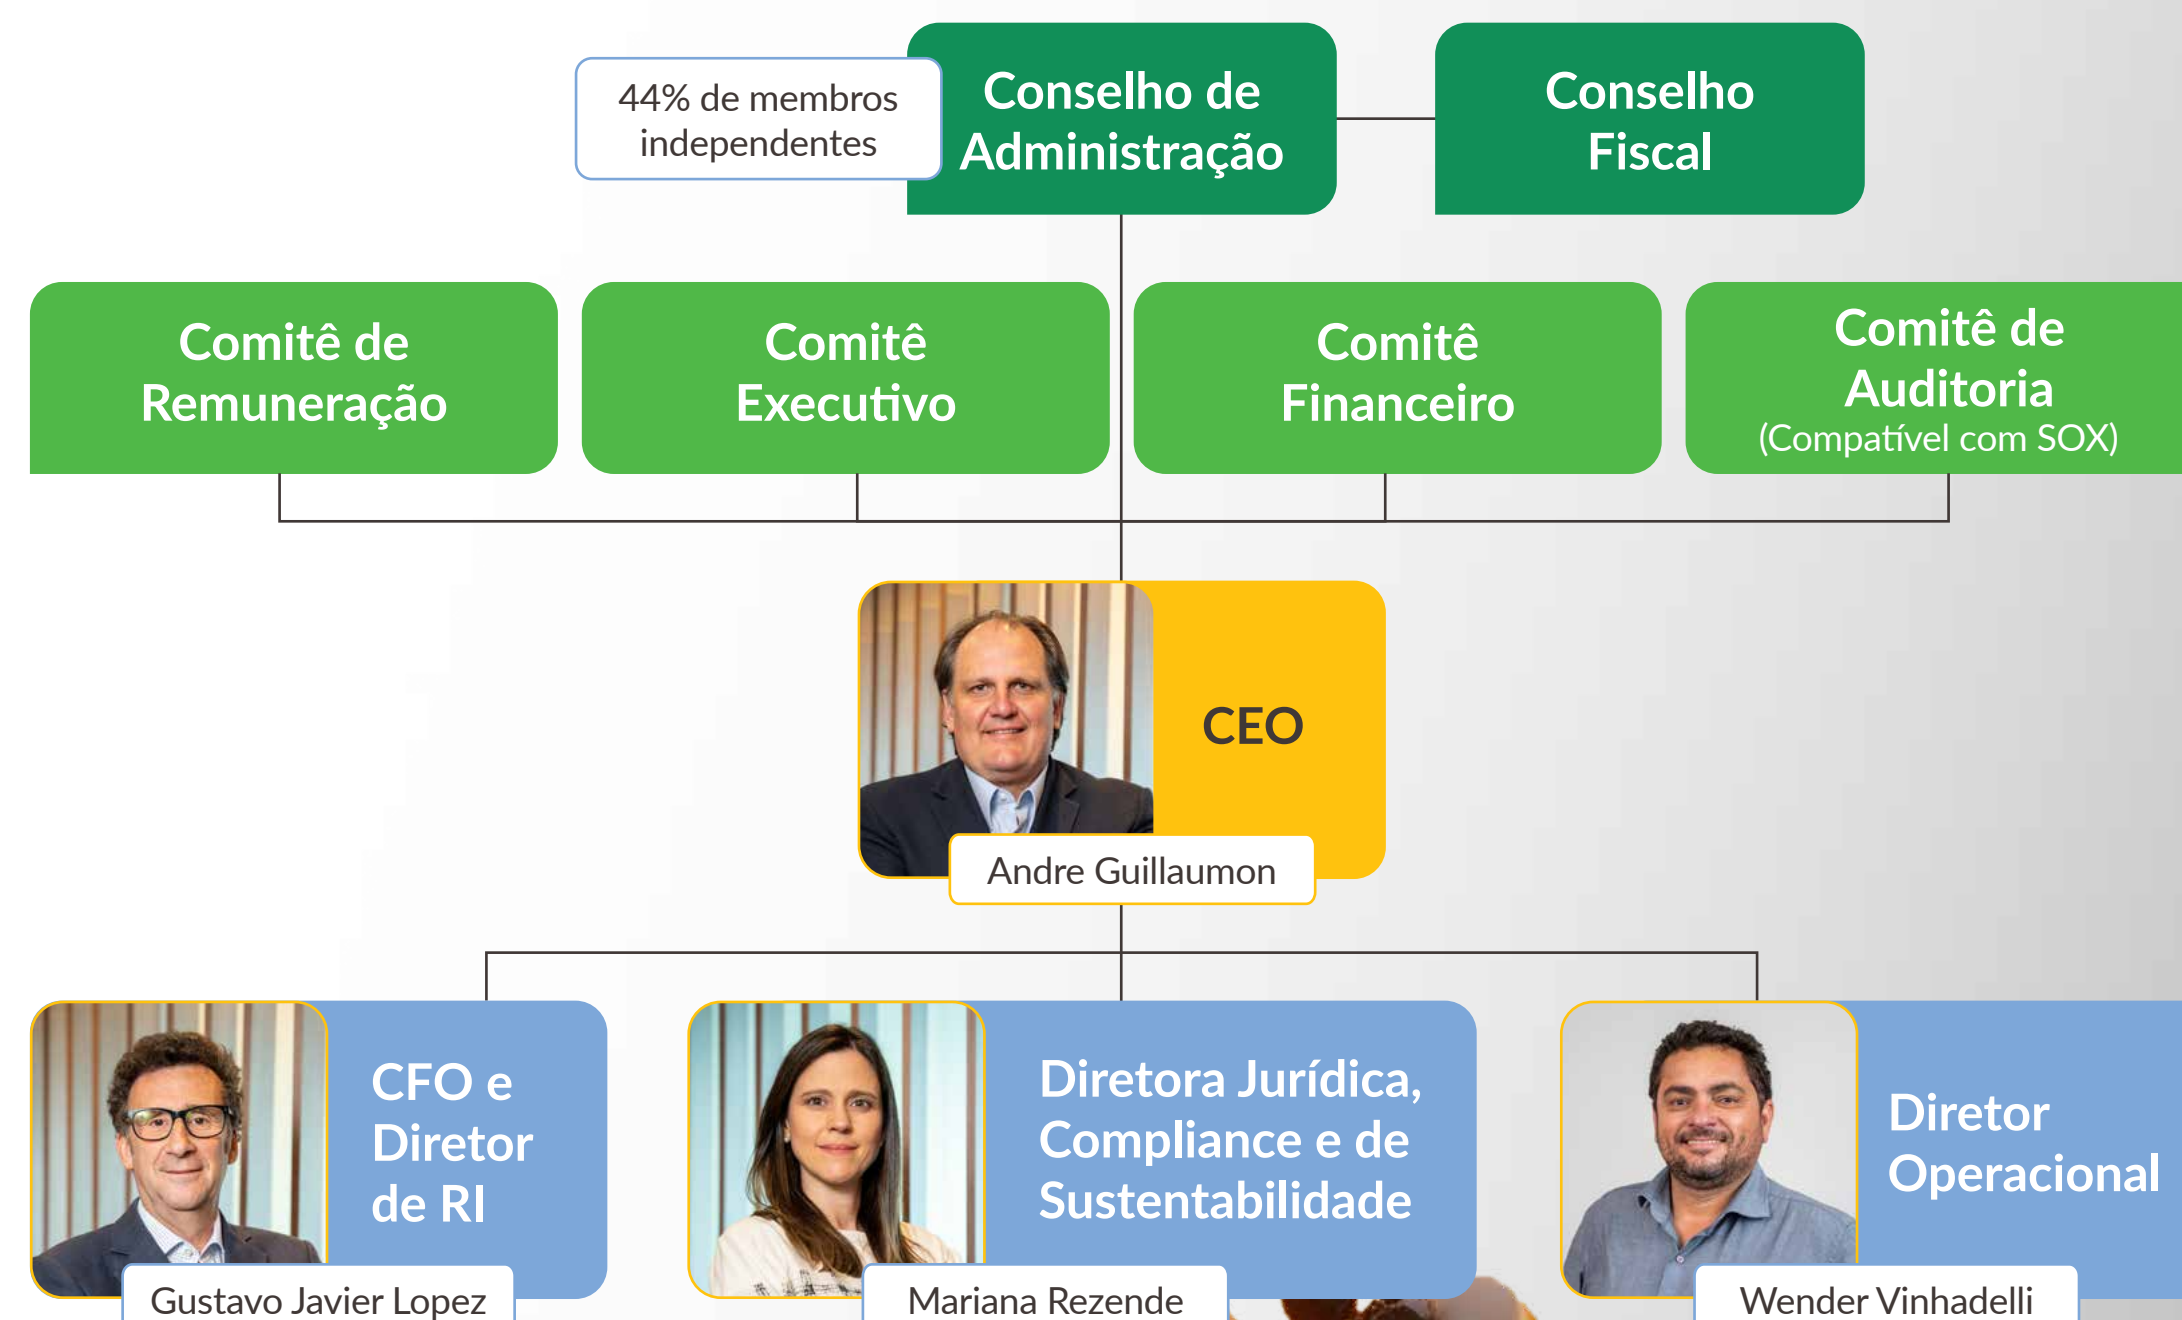 44% de membros
independentes
Conselho de
Administração
Conselho
Fiscal
Comitê de
Remuneração
Comitê
Executivo
Comitê
Financeiro
Comitê de
Auditoria
(Compatível com SOX)
CEO
Andre Guillaumon
CFO e
Diretor
de RI
Gustavo Javier Lopez
Diretora Jurídica,
Compliance e de
Sustentabilidade
Mariana Rezende
Diretor
Operacional
Wender Vinhadelli